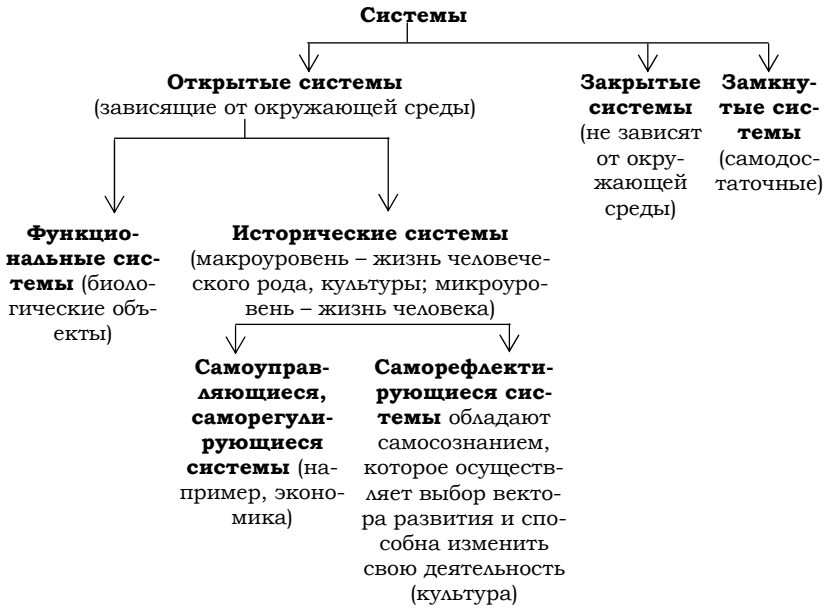 Системы
Открытые системы
(зависящие от окружающей среды)
Закрытые
системы
(не зависят
от окру-
жающей
среды)
Замкну-
тые сис-
темы
(самодос-
таточные)
Функцио-
нальные сис-
темы (биоло-
гические объ-
екты)
Исторические системы
(макроуровень – жизнь человече-
ского рода, культуры; микроуро-
вень – жизнь человека)
Самоуправ-
ляющиеся,
саморегули-
рующиеся
системы (на-
пример, эконо-
мика)
Саморефлекти-
рующиеся сис-
темы обладают
самосознанием,
которое осуществ-
ляет выбор векто-
ра развития и спо-
собна изменить
свою деятельность
(культура)